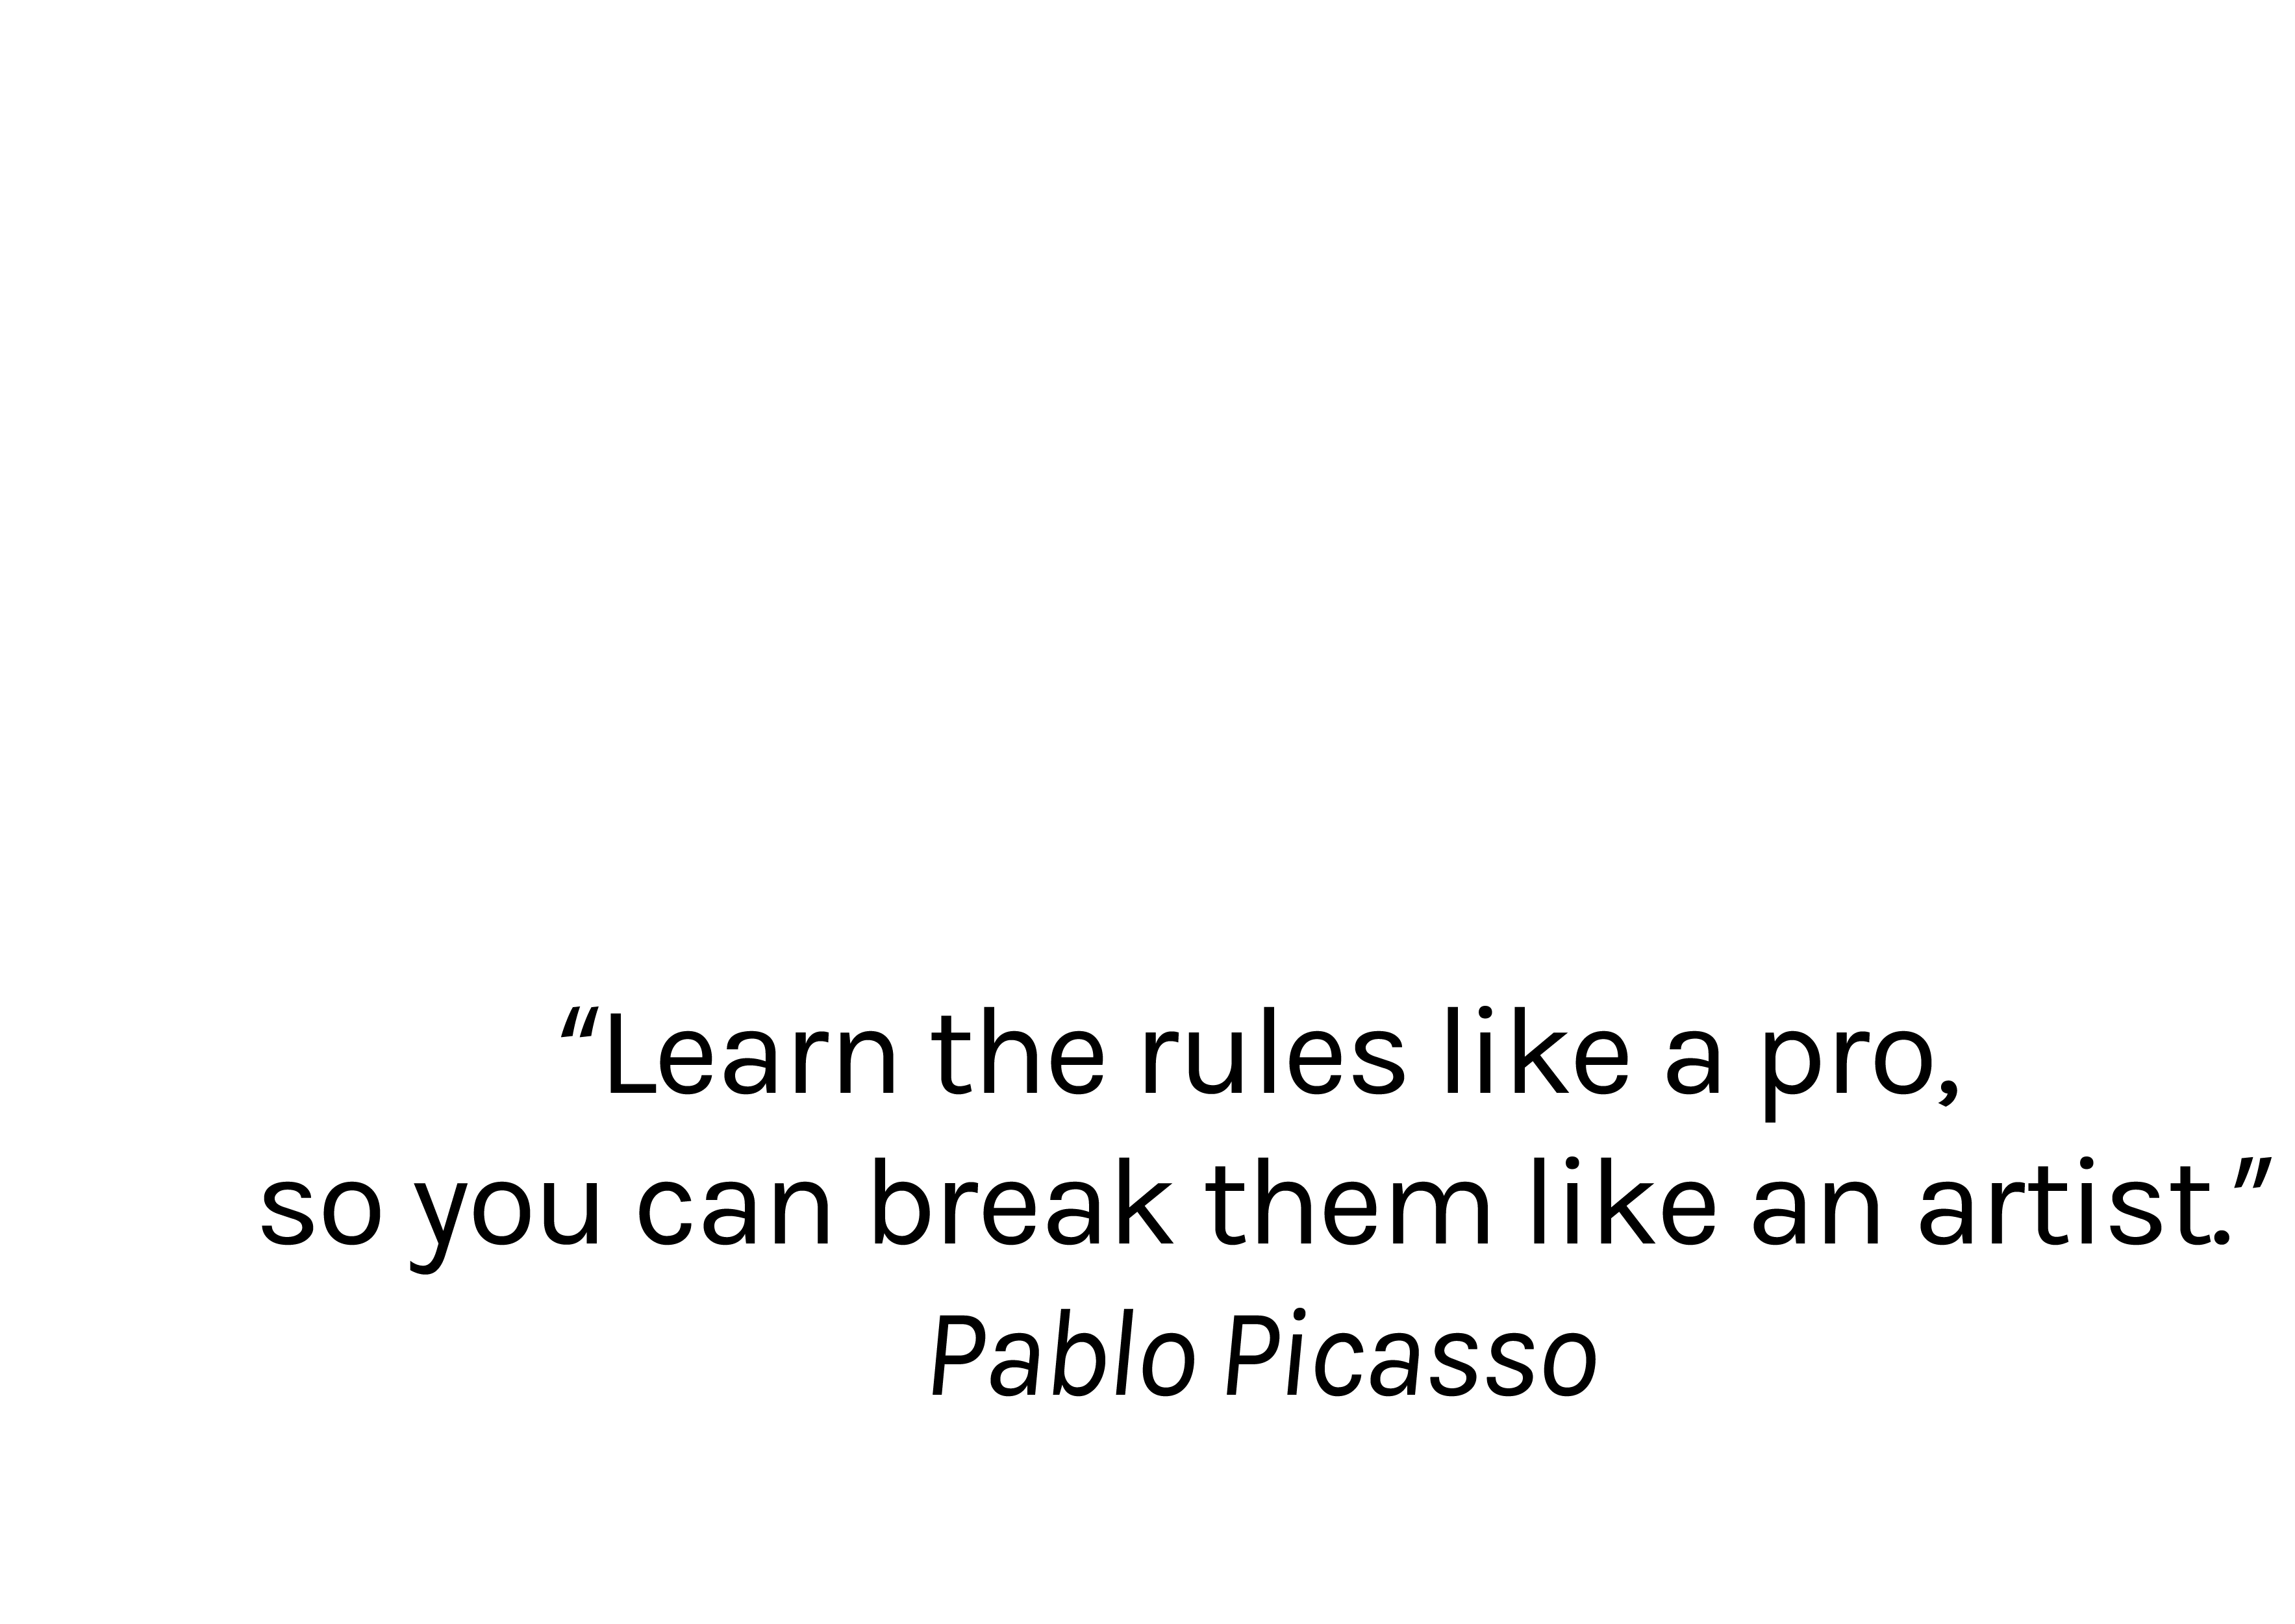 “Learn the rules like a pro,
so you can break them like an artist.”
Pablo Picasso